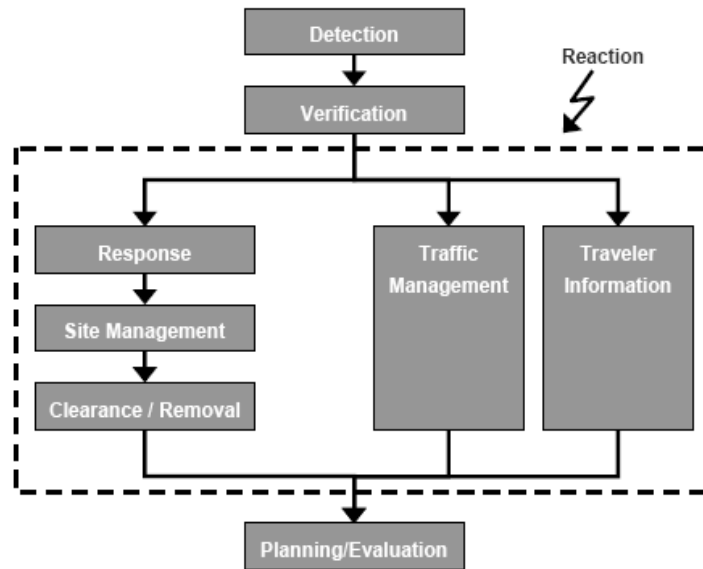 Detection
Reaction
Verification
Response
Traffic
Management
Traveler
Information
Site Management
Clearance / Removal
Planning/Evaluation